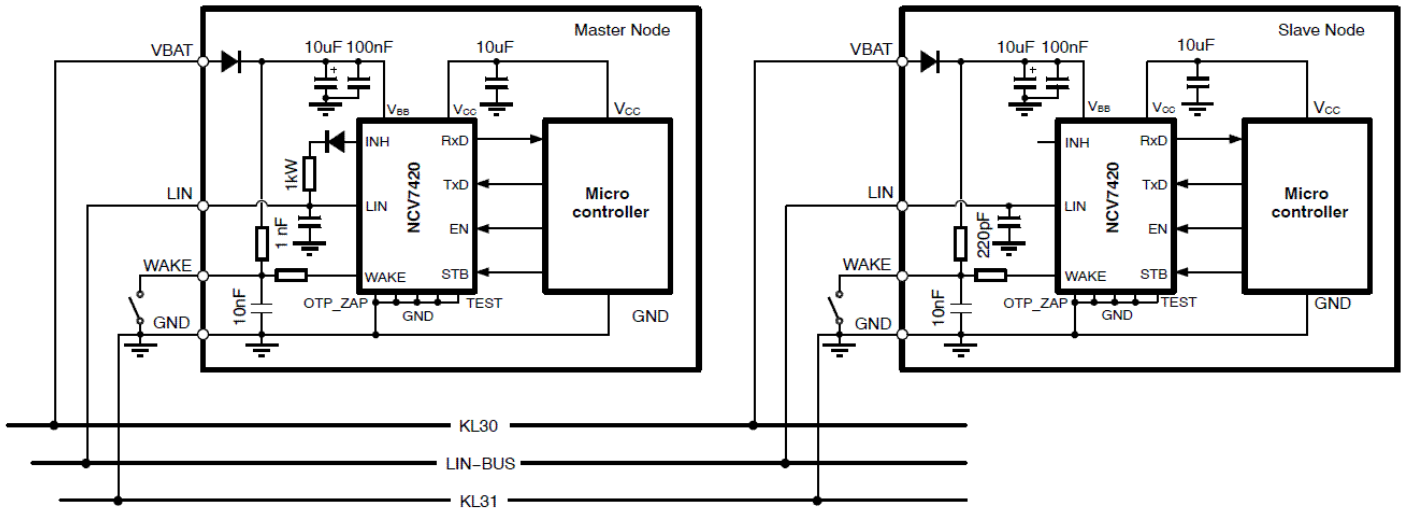 Master Node
VBAT
10uF 100nF
10uF
VBB
VCC
VCC
INH
RxD
1kW
LIN
LIN
TxD
NCV7420
Micro
controller
1 nF
EN
WAKE
WAKE
STB
10nF
OTP_ZAP
TEST
GND
GND
GND
Slave Node
VBAT
10uF 100nF
10uF
VBB
VCC
VCC
INH
RxD
LIN
LIN
TxD
NCV7420
Micro
controller
220pF
EN
WAKE
WAKE
STB
10nF
OTP_ZAP
TEST
GND
GND
GND
KL30
LIN–BUS
KL31